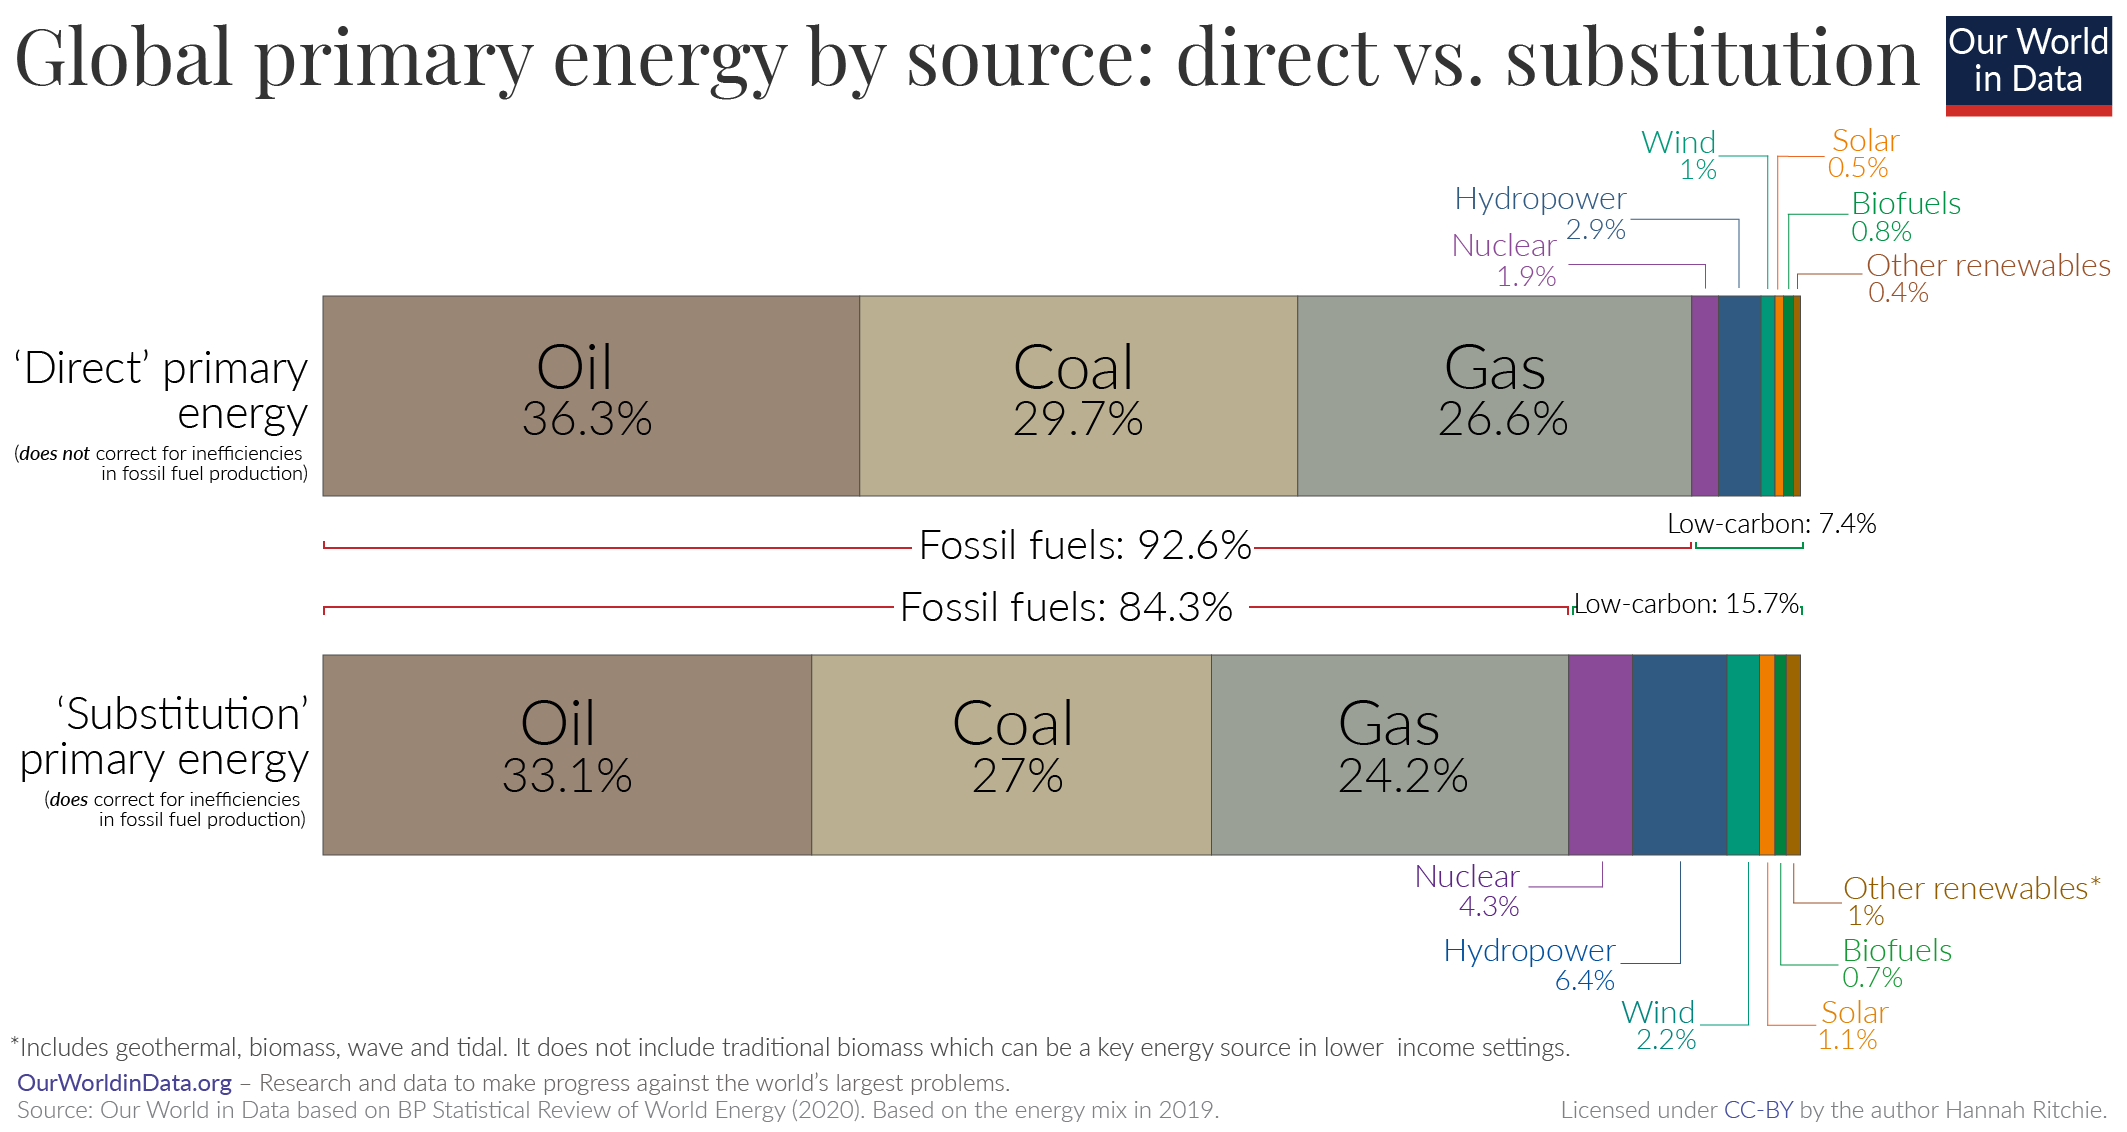 Global primary energy by source: direct vs. substitution
Our World
in Data
Wind
1%
Solar
0.5%
Hydropower
2.9%
Biofuels
0.8%
Nuclear
1.9%
Other renewables
0.4%
‘Direct’ primary
energy
(does not correct for inefficiencies
in fossil fuel production)
Oil
36.3%
Coal
29.7%
Gas
26.6%
Low-carbon: 7.4%
Fossil fuels: 92.6%
Fossil fuels: 84.3%
Low-carbon: 15.7%
‘Substitution’
primary energy
(does correct for inefficiencies
in fossil fuel production)
Oil
33.1%
Coal
27%
Gas
24.2%
Nuclear
4.3%
Other renewables*
1%
Hydropower
6.4%
Biofuels
0.7%
Wind
2.2%
Solar
1.1%
*Includes geothermal, biomass, wave and tidal. It does not include traditional biomass which can be a key energy source in lower income settings.
OurWorldinData.org – Research and data to make progress against the world’s largest problems.
Source: Our World in Data based on BP Statistical Review of World Energy (2020). Based on the energy mix in 2019.
Licensed under CC-BY by the author Hannah Ritchie.